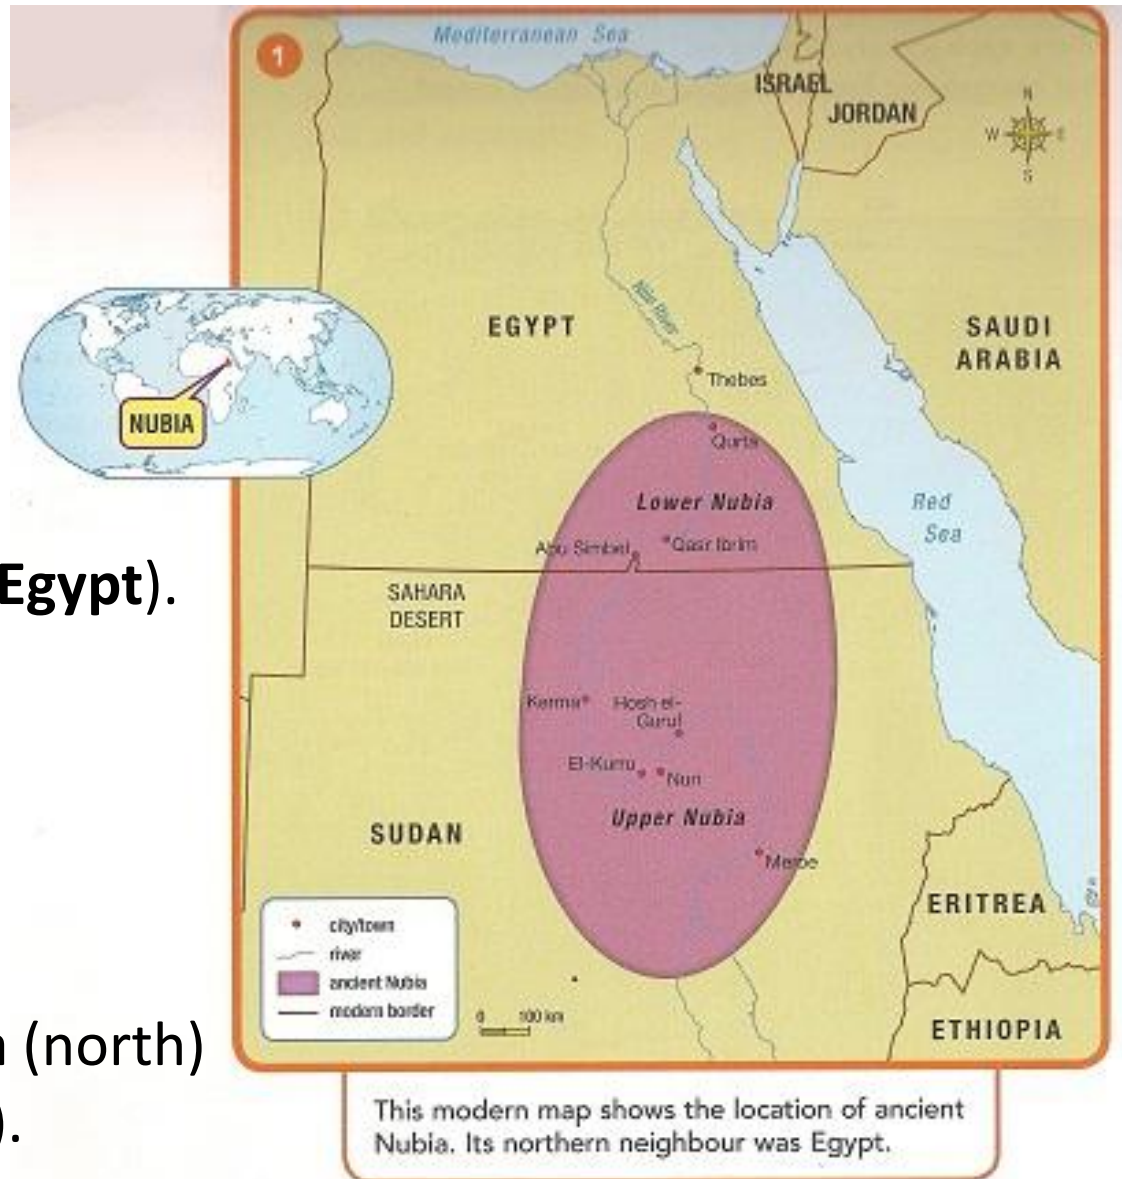 1
Mediterranean Sea
ISRAEL
JORDAN
N
W E
S
Nile River
EGYPT
SAUDI
ARABIA
Thebes
NUBIA
Qurta
Lower Nubia
Red
Sea
Abu Simbel
Qasr Ibrim
Egypt).
SAHARA
DESERT
Kerma
Hosh el-
Guruf
El-Kurru
Nuri
Upper Nubia
SUDAN
Meroe
ERITREA
city/town
river
ancient Nubia
modern border
0 100 km
ETHIOPIA
(north)
).
This modern map shows the location of ancient
Nubia. Its northern neighbour was Egypt.